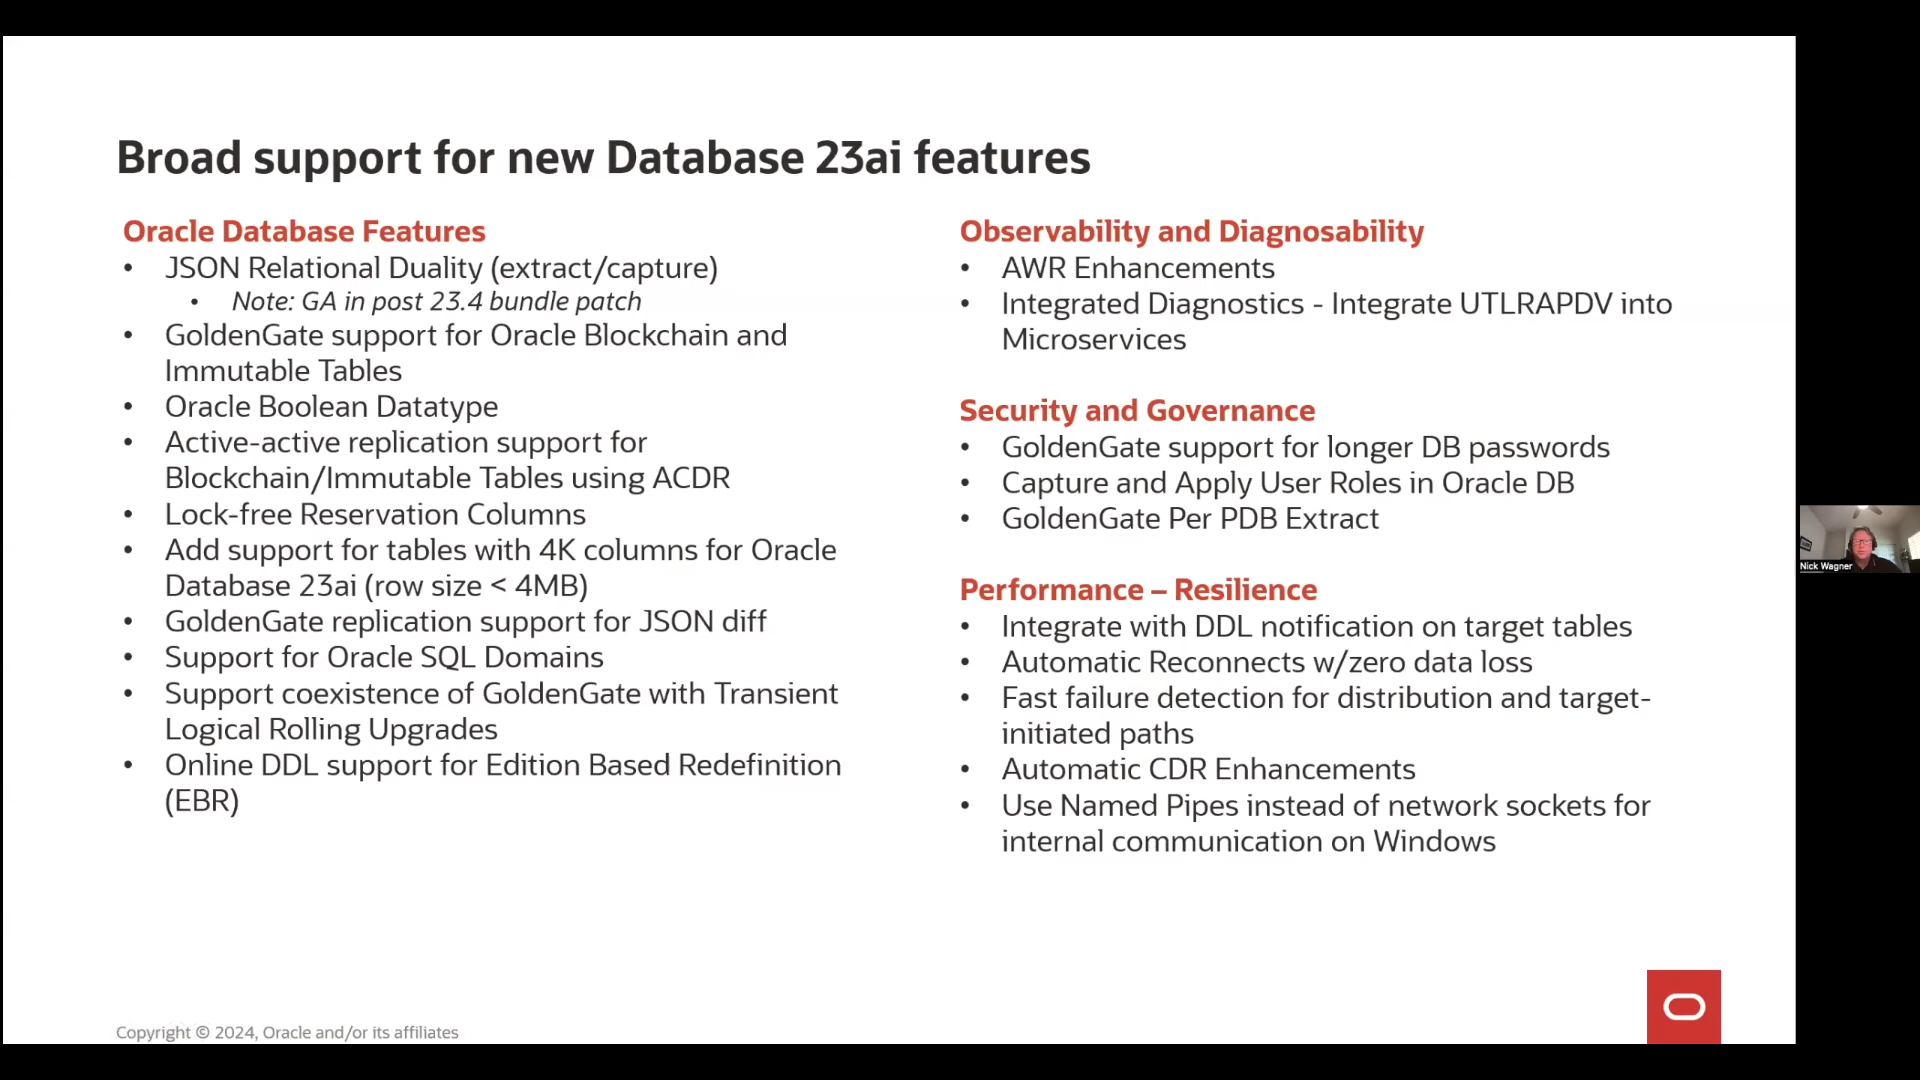 Broad support for new Database 23ai features
Oracle Database Features
• JSON Relational Duality (extract/capture)
• Note: GA in post 23.4 bundle patch
• GoldenGate support for Oracle Blockchain and
Immutable Tables
• Oracle Boolean Datatype
• Active-active replication support for
Blockchain/Immutable Tables using ACDR
• Lock-free Reservation Columns
• Add support for tables with 4K columns for Oracle
Database 23ai (row size < 4MB)
• GoldenGate replication support for JSON diff
• Support for Oracle SQL Domains
• Support coexistence of GoldenGate with Transient
Logical Rolling Upgrades
• Online DDL support for Edition Based Redefinition
(EBR)
Observability and Diagnosability
• AWR Enhancements
• Integrated Diagnostics - Integrate UTLRAPDV into
Microservices
Security and Governance
• GoldenGate support for longer DB passwords
• Capture and Apply User Roles in Oracle DB
• GoldenGate Per PDB Extract
Performance – Resilience
• Integrate with DDL notification on target tables
• Automatic Reconnects w/zero data loss
• Fast failure detection for distribution and target-
initiated paths
• Automatic CDR Enhancements
• Use Named Pipes instead of network sockets for
internal communication on Windows
Nick Wagner
Copyright © 2024, Oracle and/or its affiliates